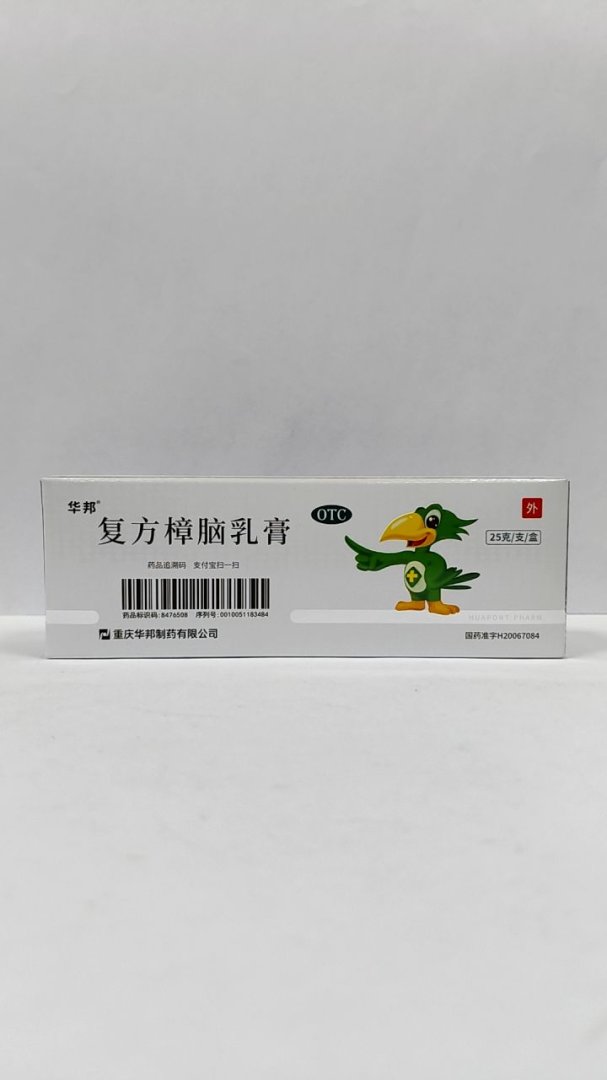 华邦®
复方樟脑乳膏
OTC
外
25克/支/盒
药品追溯码 支付宝扫一扫
药品标识码:8476508 序列号:0010051183484
HUAPONT PHARM.
重庆华邦制药有限公司
国药准字H20067084